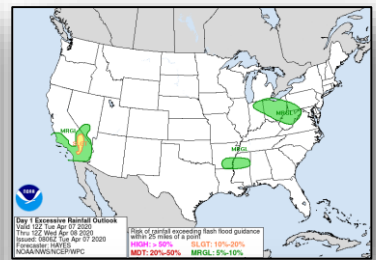 MRGL
MRGL
MRGL
NOAA
Day 1 Excessive Rainfall Outlook
Valid 12Z Tue Apr 07 2020
Thru 12Z Wed Apr 08 2020
Issued: 0806Z Tue Apr 07 2020
Forecaster: HAYES
NOAA/NWS/NCEP/WPC
Risk of rainfall exceeding flash flood guidance
within 25 miles of a point
HIGH: > 50% SLGT: 10%-20%
MDT: 20%-50% MRGL: 5%-10%